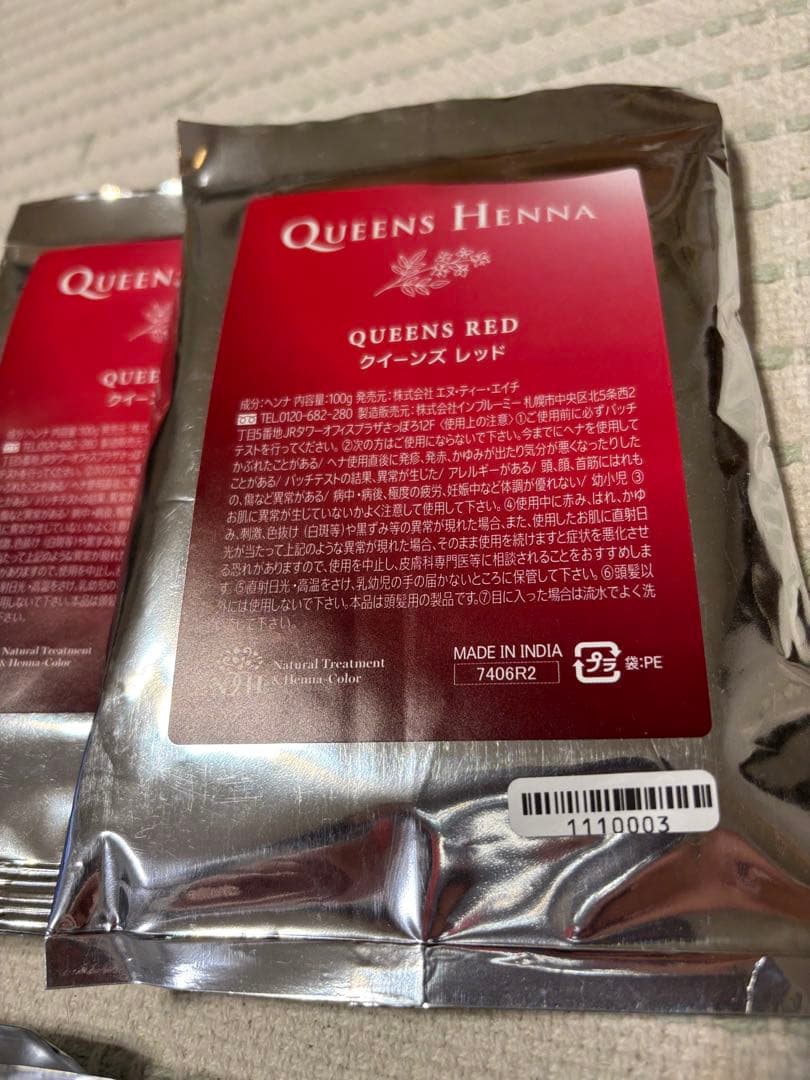 QUEENS HENNA
QUEENS RED
クイーンズ レッド
成分:ヘンナ 内容量:100g 発売元:株式会社 エヌ・ティー・エイチ
TEL.0120-682-280 製造販売元:株式会社インブルーミー 札幌市中央区北5条西2
丁目5番地 JRタワーオフィスプラザさっぽろ12F 〈使用上の注意〉①ご使用前に必ずパッチ
テストを行ってください。②次の方はご使用にならないで下さい。今までにヘナを使用して
かぶれたことがある/ ヘナ使用直後に発疹、発赤、かゆみが出たり気分が悪くなったりした
ことがある/ パッチテストの結果、異常が生じた/ アレルギーがある/ 頭、顔、首筋にはれも
の、傷など異常がある/ 病中・病後、極度の疲労、妊娠中など体調が優れない/ 幼小児 ③
お肌に異常が生じていないかよく注意して使用して下さい。④使用中に赤み、はれ、かゆ
み、刺激、色抜け (白斑等)や黒ずみ等の異常が現れた場合、また、使用したお肌に直射日
光が当たって上記のような異常が現れた場合、そのまま使用を続けますと症状を悪化させ
る恐れがありますので、使用を中止し、皮膚科専門医等に相談されることをおすすめしま
す。⑤直射日光・高温をさけ、乳幼児の手の届かないところに保管して下さい。⑥頭髪以
外には使用しないで下さい。本品は頭髪用の製品です。⑦目に入った場合は流水でよく洗
して下さい。
Natural Treatment
& Henna-Color
MADE IN INDIA
7406R2
プラ 袋:PE
1110003
QUEEN
QUEE
クイーン